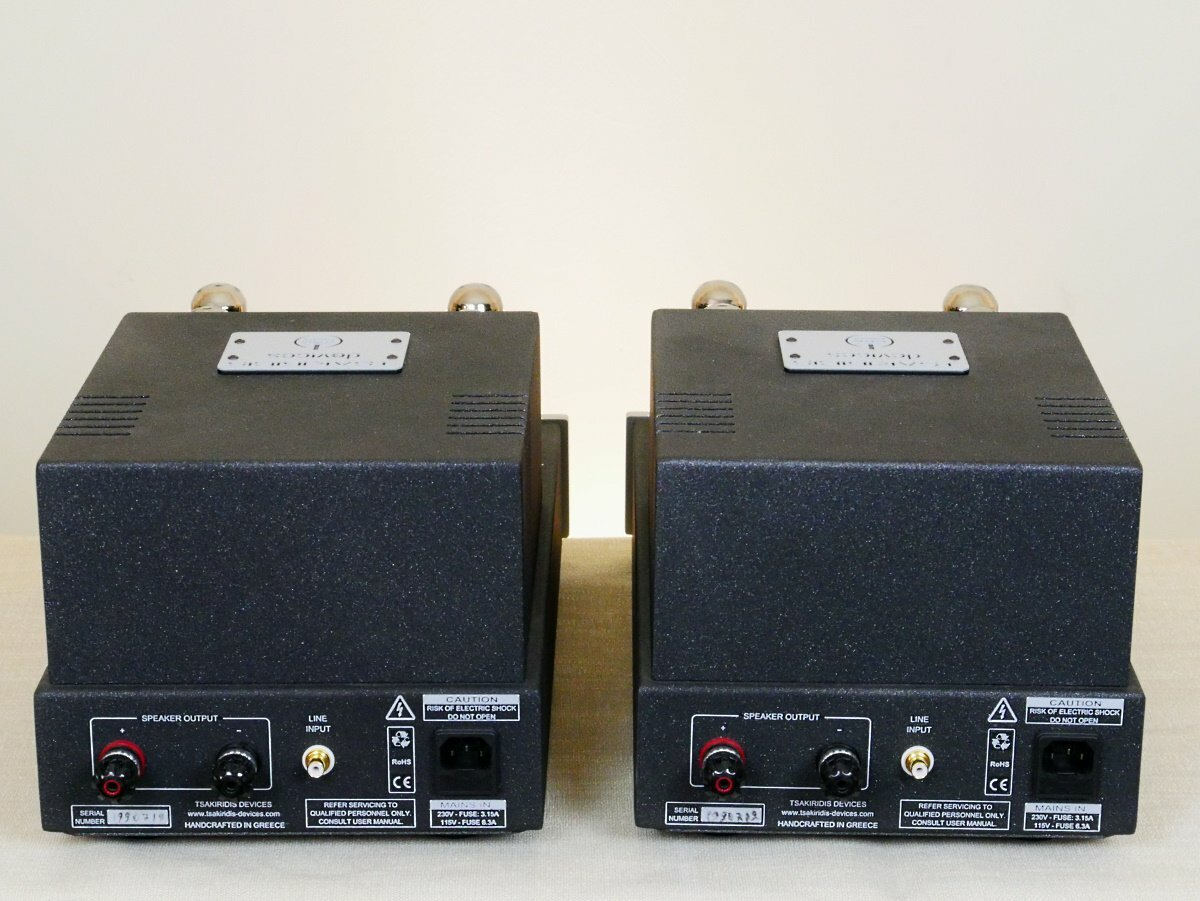 TSAKIRIDIS
devices
TSAKIRIDIS
devices
SPEAKER OUTPUT
+
-
LINE
INPUT
CAUTION
RISK OF ELECTRIC SHOCK
DO NOT OPEN
RoHS
CE
SERIAL
NUMBER
TSAKIRIDIS DEVICES
www.tsakiridis-devices.com
HANDCRAFTED IN GREECE
REFER SERVICING TO
QUALIFIED PERSONNEL ONLY.
CONSULT USER MANUAL.
MAINS IN
230V - FUSE: 3.15A
115V - FUSE 6.3A
SPEAKER OUTPUT
+
-
LINE
INPUT
CAUTION
RISK OF ELECTRIC SHOCK
DO NOT OPEN
RoHS
CE
SERIAL
NUMBER
TSAKIRIDIS DEVICES
www.tsakiridis-devices.com
HANDCRAFTED IN GREECE
REFER SERVICING TO
QUALIFIED PERSONNEL ONLY.
CONSULT USER MANUAL.
MAINS IN
230V - FUSE: 3.15A
115V - FUSE 6.3A